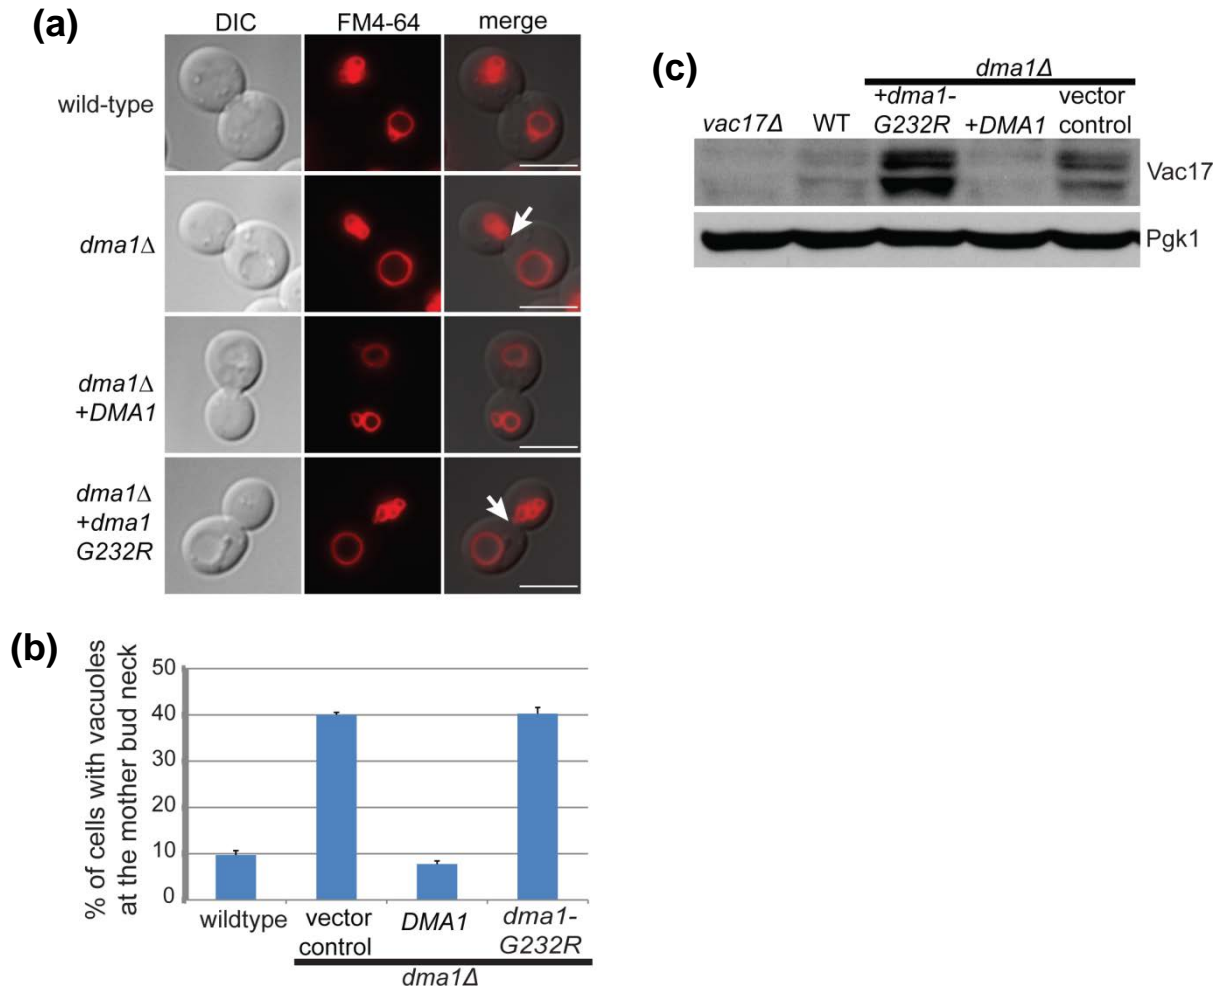 (a)
DIC FM4-64 merge
wild-type
dma1Δ
dma1Δ
+DMA1
dma1Δ
+dma1
G232R
(b)
% of cells with vacuoles
at the mother bud neck
50
40
30
20
10
0
wildtype
vector
control
DMA1
dma1-
G232R
dma1Δ
(c)
dma1Δ
vac17Δ
WT
+dma1-
G232R
+DMA1
vector
control
Vac17
Pgk1